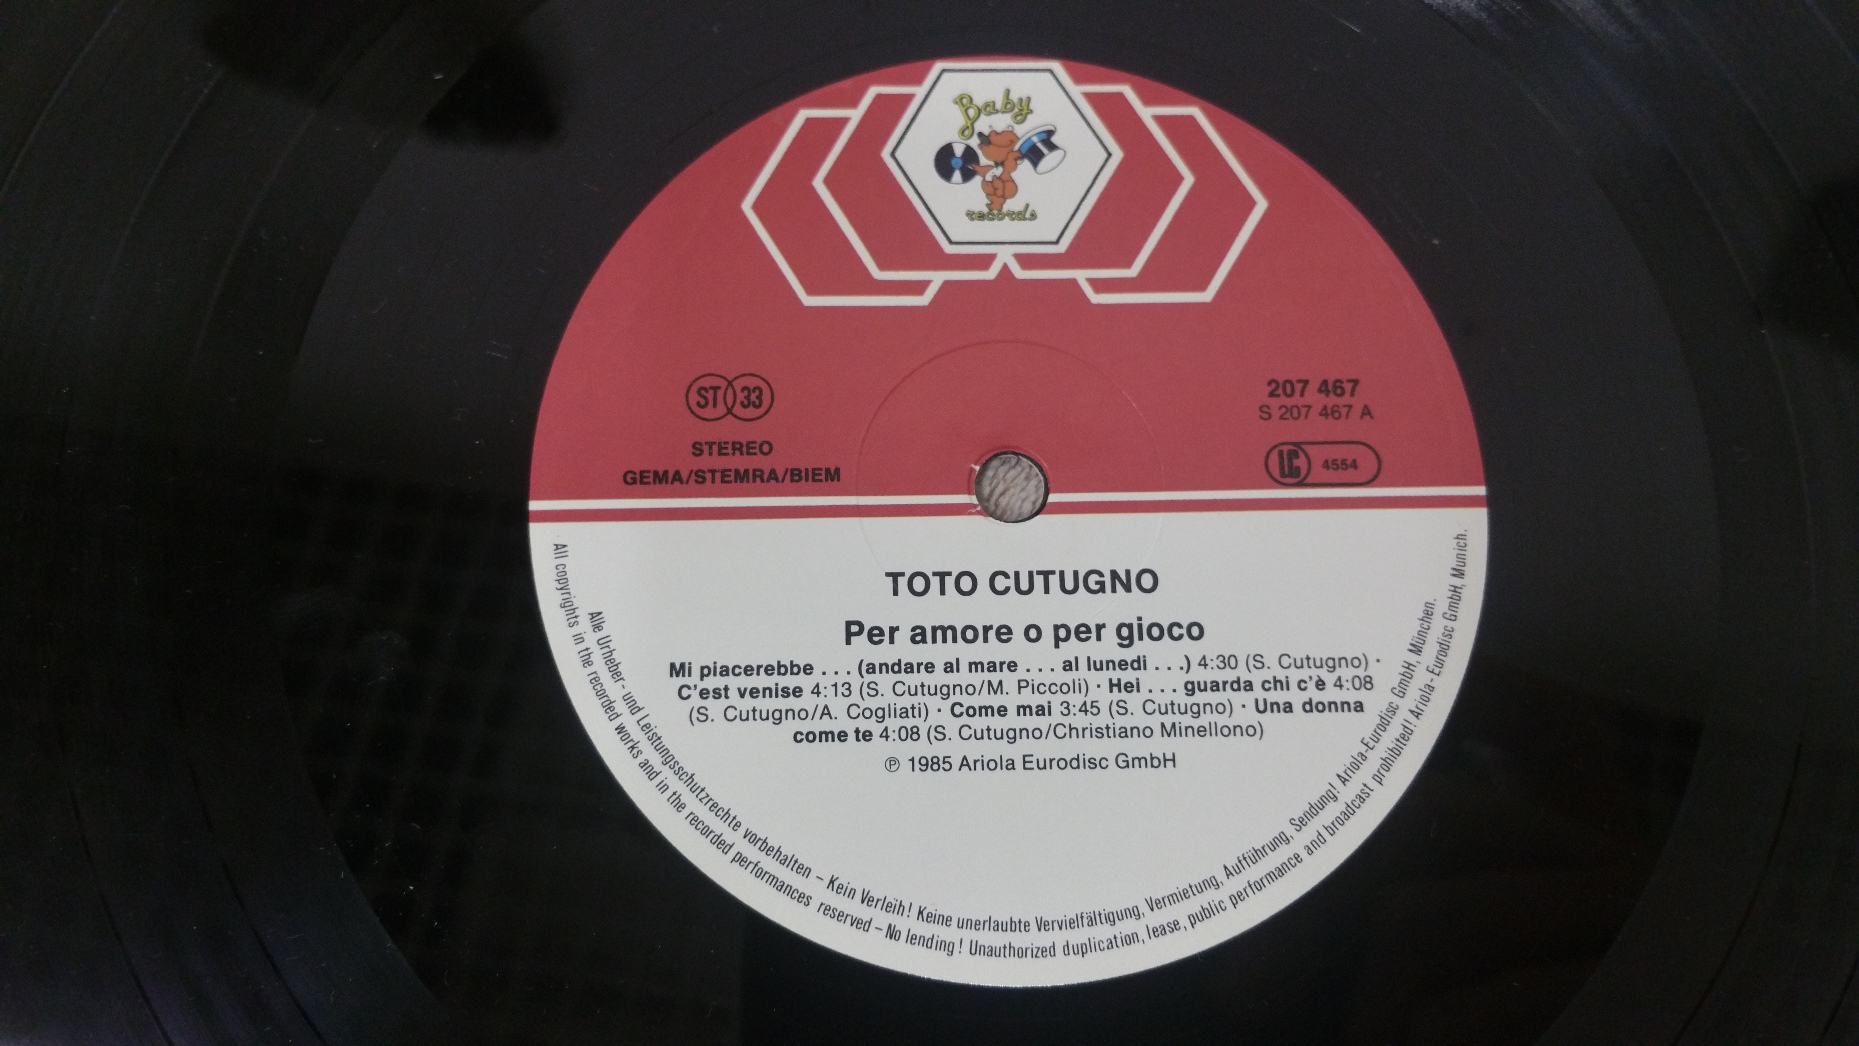 Baby
records
ST 33
STEREO
GEMA/STEMRA/BIEM
207 467
S 207 467 A
LC 4554
TOTO CUTUGNO
Per amore o per gioco
Mi piacerebbe . . . (andare al mare . . . al lunedi . . .) 4:30 (S. Cutugno) ·
C'est venise 4:13 (S. Cutugno/M. Piccoli) · Hei . . . guarda chi c'è 4:08
(S. Cutugno/A. Cogliati) · Come mai 3:45 (S. Cutugno) · Una donna
come te 4:08 (S. Cutugno/Christiano Minellono)
℗ 1985 Ariola Eurodisc GmbH
Alle Urheber- und Leistungsschutzrechte vorbehalten – Kein Verleih! Keine unerlaubte Vervielfältigung, Vermietung, Aufführung, Sendung! Ariola-Eurodisc GmbH, München.
All copyrights in the recorded works and in the recorded performances reserved – No lending! Unauthorized duplication, lease, public performance and broadcast prohibited! Ariola-Eurodisc GmbH, Munich.